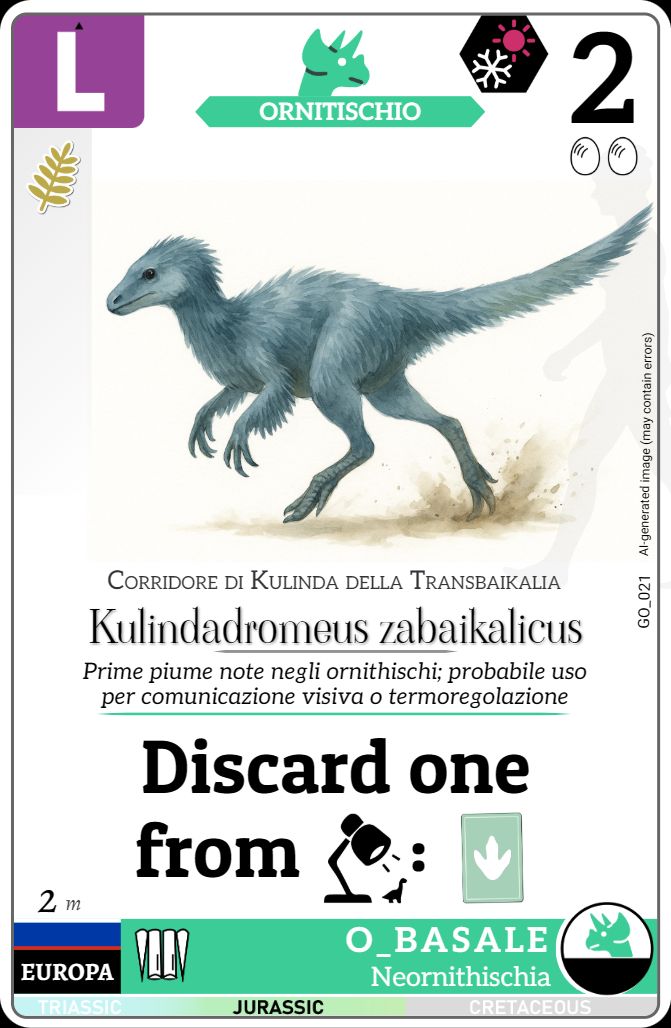 L
ORNITISCHIO
2
AI-generated image (may contain errors)
GO_021
Corridore di Kulinda della Transbaikalia
Kulindadromeus zabaikalicus
Prime piume note negli ornithischi; probabile uso
per comunicazione visiva o termoregolazione
Discard one
from :
2 m
EUROPA
O_BASALE
Neornithischia
TRIASSIC JURASSIC CRETACEOUS